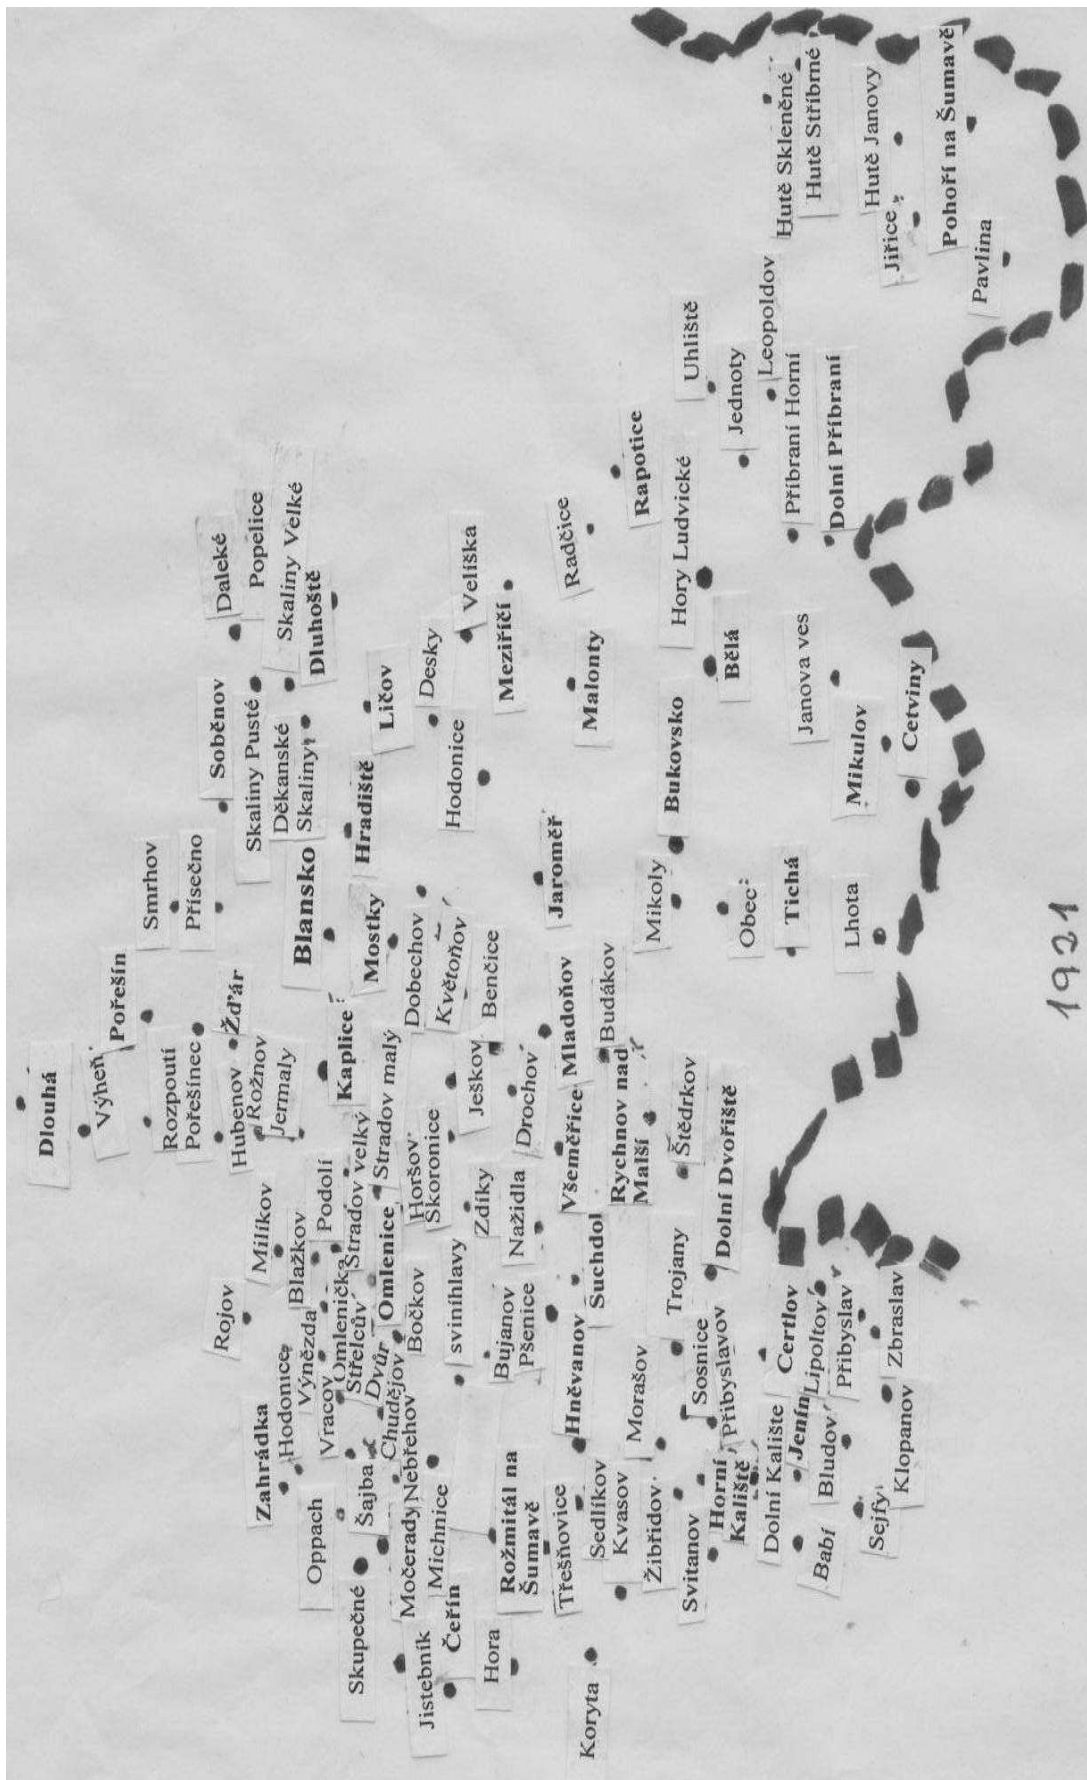 Dlouhá
Výheň
Pořešín
Smrhov
Rozpoutí
Pořešínec
Přísečno
Rojov
Hubenov
Žďár
Soběnov
Daleké
Milíkov
Rožnov
Jermaly
Skaliny Pusté
Popelice
Zahrádka
Hodonice
Blažkov
Děkanské
Skaliny
Skaliny Velké
Výnězda
Podolí
Blansko
Dluhoště
Oppach
Vracov
Omlenička
Stradov velký
Kaplice
Hradiště
Skupečné
Šajba
Střelcův
Dvůr
Omlenice
Stradov malý
Mostky
Ličov
Chudějov
Močerady
Nebřehov
Bočkov
Horšov
Skoronice
Dobechov
Desky
Jistebník
Michnice
Květoňov
Hodonice
Velíška
Čeřín
sviníhlavy
Zdíky
Ješkov
Benčice
Hora
Bujanov
Pšenice
Nažidla
Drochov
Meziříčí
Rožmitál na
Šumavě
Jaroměř
Radčice
Třešňovice
Hněvanov
Všeměřice
Mladoňov
Malonty
Koryta
Sedlíkov
Kvasov
Suchdol
Budákov
Rychnov nad
Malší
Rapotice
Žibřidov
Morašov
Mikoly
Bukovsko
Hory Ludvické
Uhliště
Svitanov
Sosnice
Trojany
Štědrkov
Horní
Kaliště
Přibyslavov
Dolní Dvořiště
Obec:
Bělá
Jednoty
Leopoldov
Dolní Kaliště
Certlov
Tichá
Janova ves
Příbraní Horní
Hutě Skleněné
Hutě Stříbrné
Jenín
Lipoltov
Babí
Bludov
Přibyslav
Lhota
Mikulov
Dolní Příbraní
Hutě Janovy
Sejfy
Klopanov
Zbraslav
Cetviny
Jiřice
Pohoří na Šumavě
Pavlina
1921